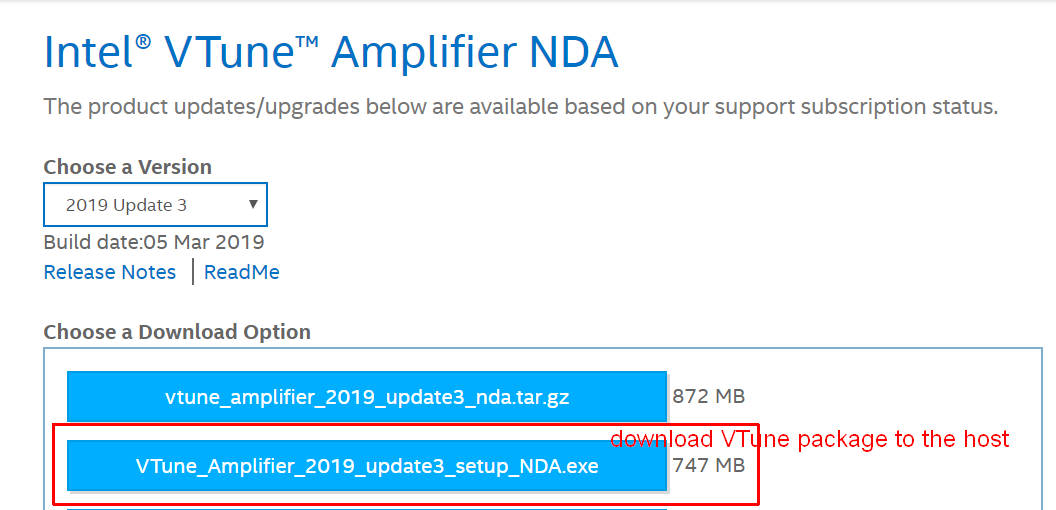 Intel® VTune™ Amplifier NDA
The product updates/upgrades below are available based on your support subscription status.
Choose a Version
2019 Update 3 ▼
Build date:05 Mar 2019
Release Notes | ReadMe
Choose a Download Option
vtune_amplifier_2019_update3_nda.tar.gz 872 MB
download VTune package to the host
VTune_Amplifier_2019_update3_setup_NDA.exe 747 MB